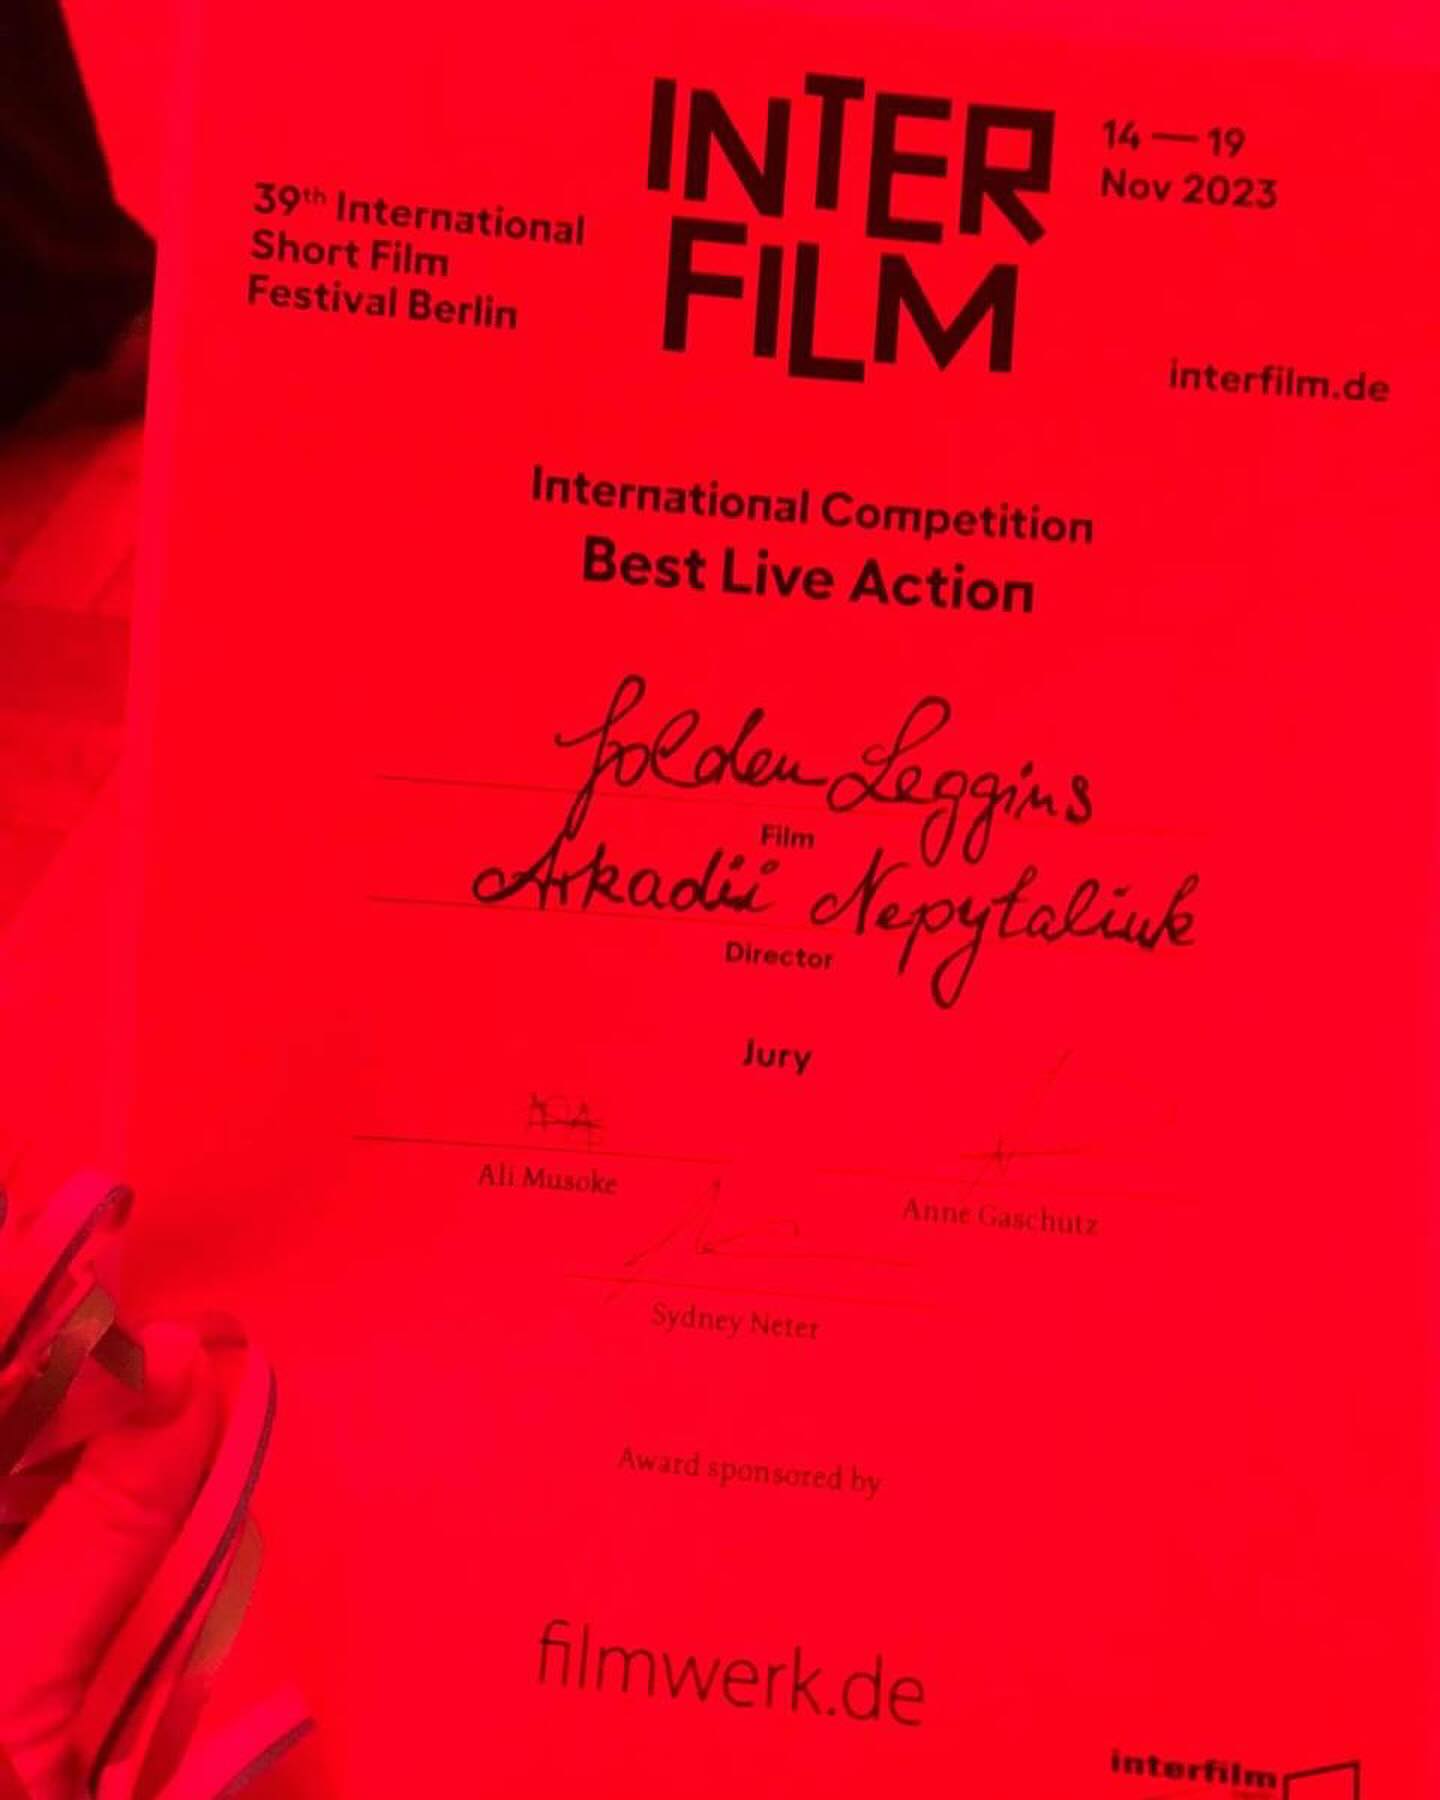 39th International
Short Film
Festival Berlin
INTER
FILM
14 — 19
Nov 2023
interfilm.de
International Competition
Best Live Action
Golden Leggins
Film
Arkadii Nepytaliuk
Director
Jury
Ali Musoke
Anne Gaschutz
Sydney Neter
Award sponsored by
filmwerk.de
interfilm